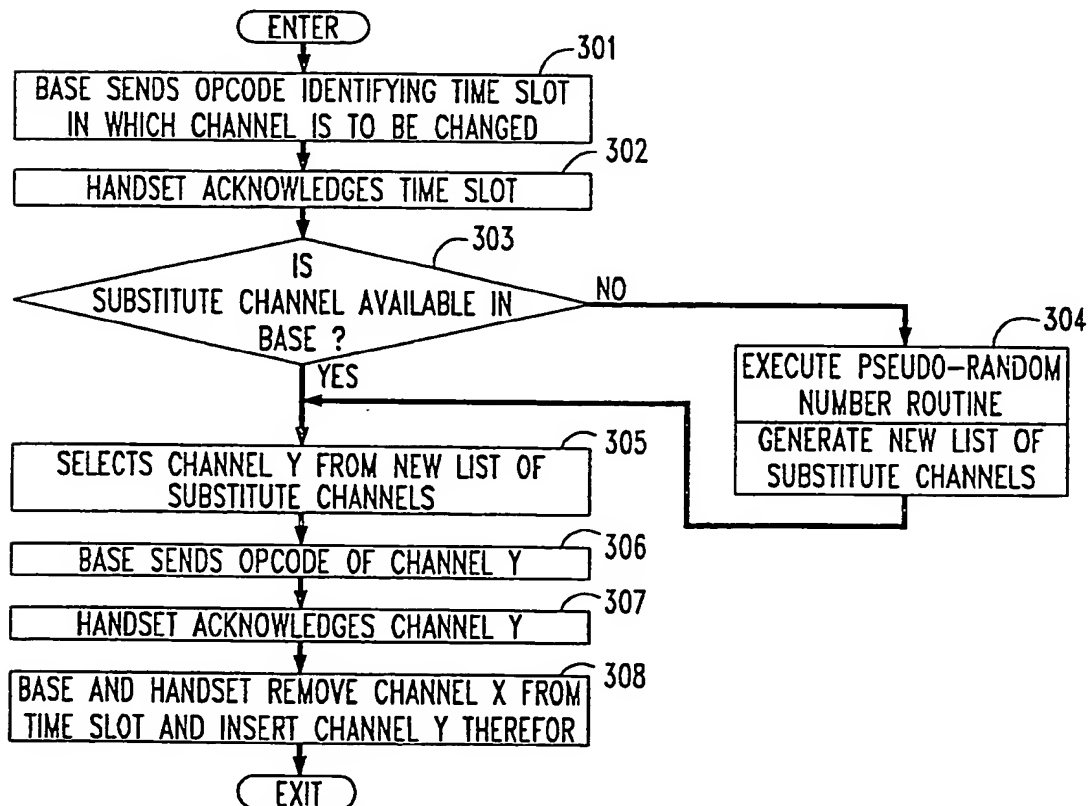 ENTER
301
BASE SENDS OPCODE IDENTIFYING TIME SLOT
IN WHICH CHANNEL IS TO BE CHANGED
302
HANDSET ACKNOWLEDGES TIME SLOT
303
IS
SUBSTITUTE CHANNEL AVAILABLE IN
BASE ?
NO
YES
304
EXECUTE PSEUDO-RANDOM
NUMBER ROUTINE
GENERATE NEW LIST OF
SUBSTITUTE CHANNELS
305
SELECTS CHANNEL Y FROM NEW LIST OF
SUBSTITUTE CHANNELS
306
BASE SENDS OPCODE OF CHANNEL Y
307
HANDSET ACKNOWLEDGES CHANNEL Y
308
BASE AND HANDSET REMOVE CHANNEL X FROM
TIME SLOT AND INSERT CHANNEL Y THEREFOR
EXIT